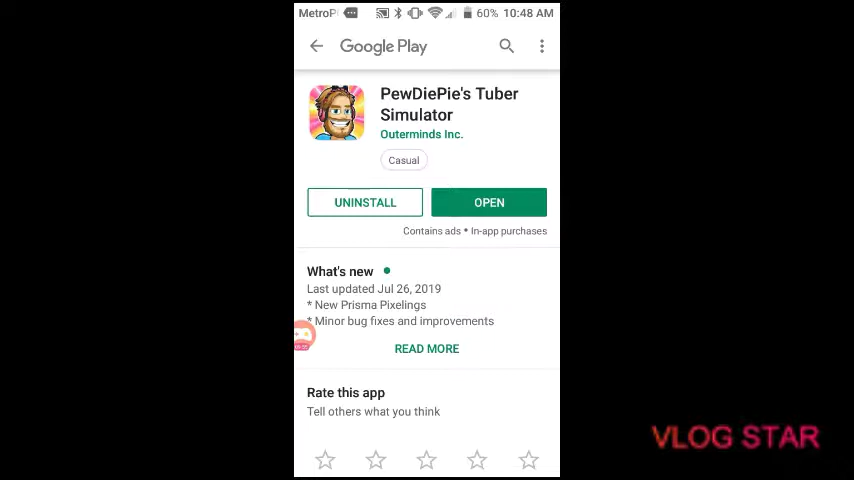 MetroP 60% 10:48 AM
Google Play
PewDiePie's Tuber
Simulator
Outerminds Inc.
Casual
UNINSTALL OPEN
Contains ads • In-app purchases
What's new
Last updated Jul 26, 2019
* New Prisma Pixelings
* Minor bug fixes and improvements
READ MORE
Rate this app
Tell others what you think
VLOG STAR